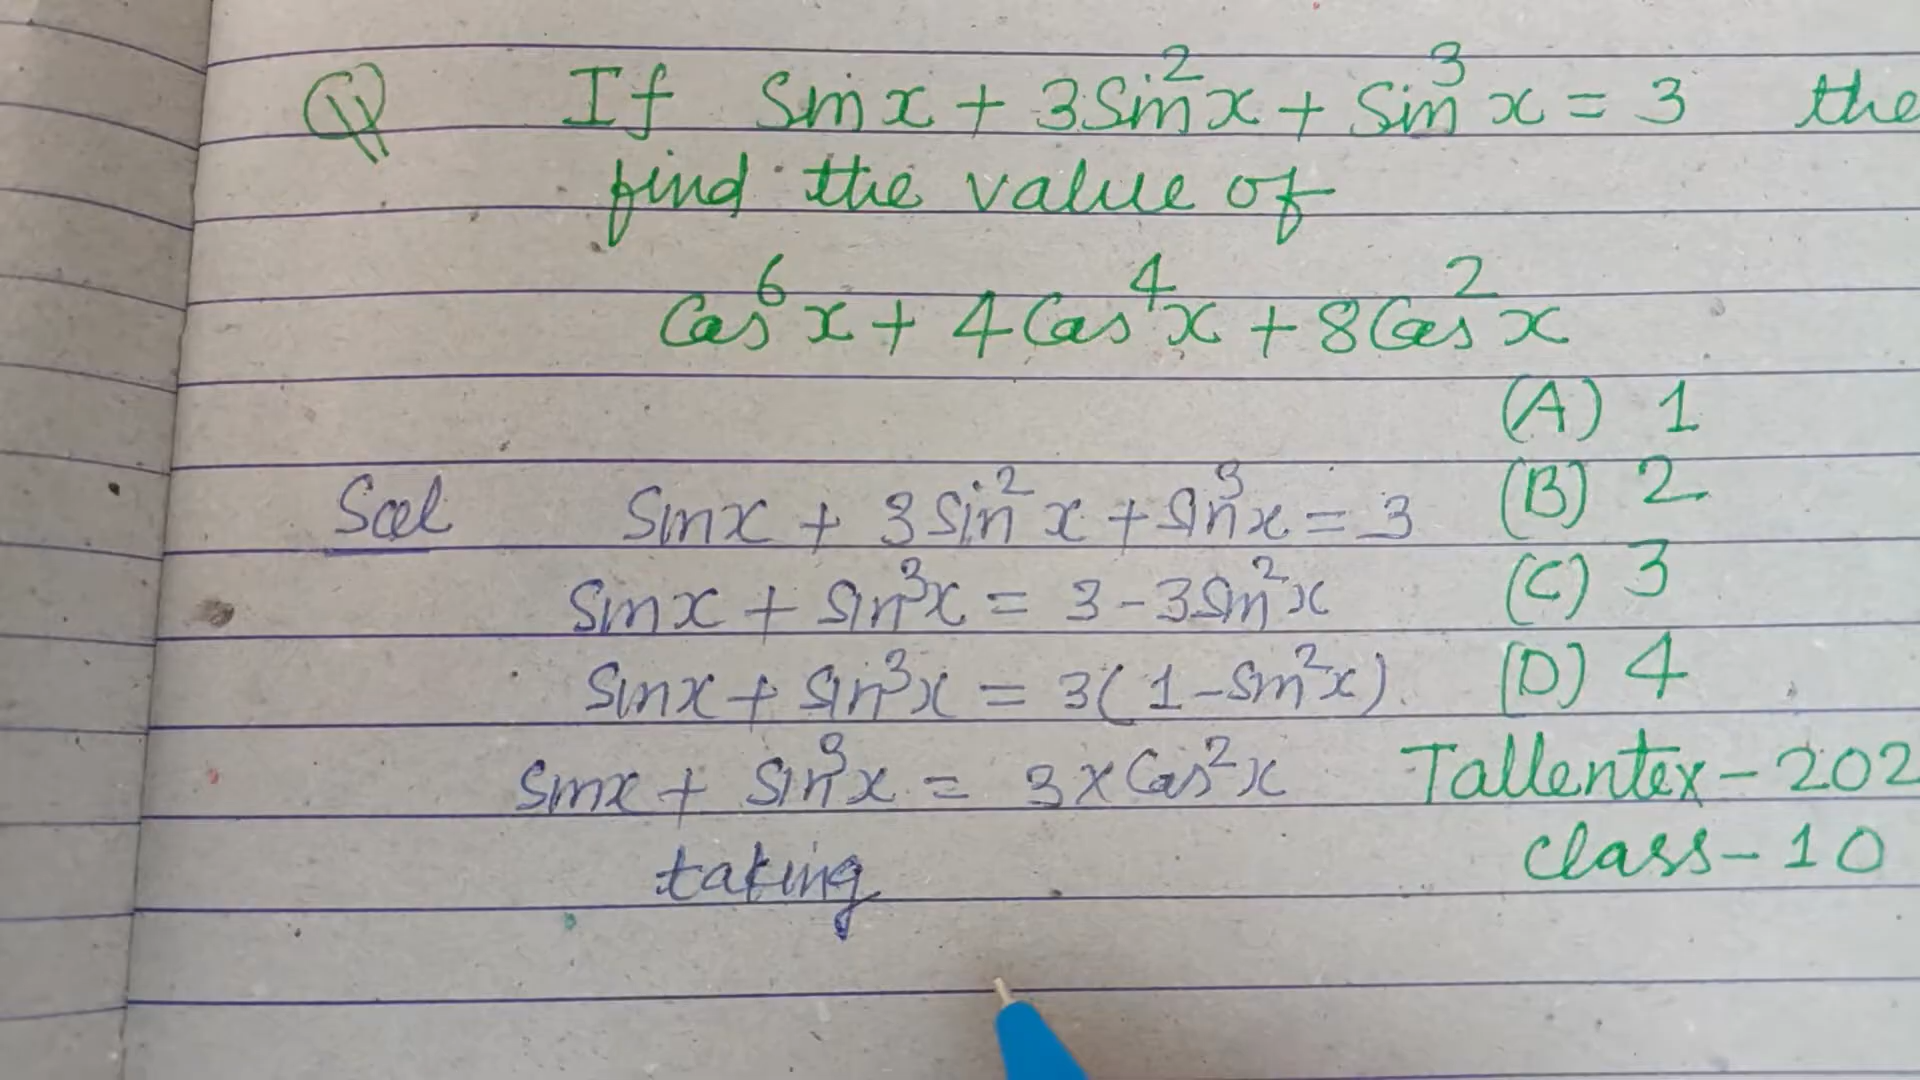 Q If sinx + 3sin²x + sin³x = 3 the
find the value of
Cos⁶x + 4Cos⁴x + 8Cos²x
(A) 1
(B) 2
(C) 3
(D) 4
Tallentex - 202
class - 10
Sol sinx + 3sin²x + sin³x = 3
sinx + sin³x = 3 - 3sin²x
sinx + sin³x = 3(1 - sin²x)
sinx + sin³x = 3 x Cos²x
taking